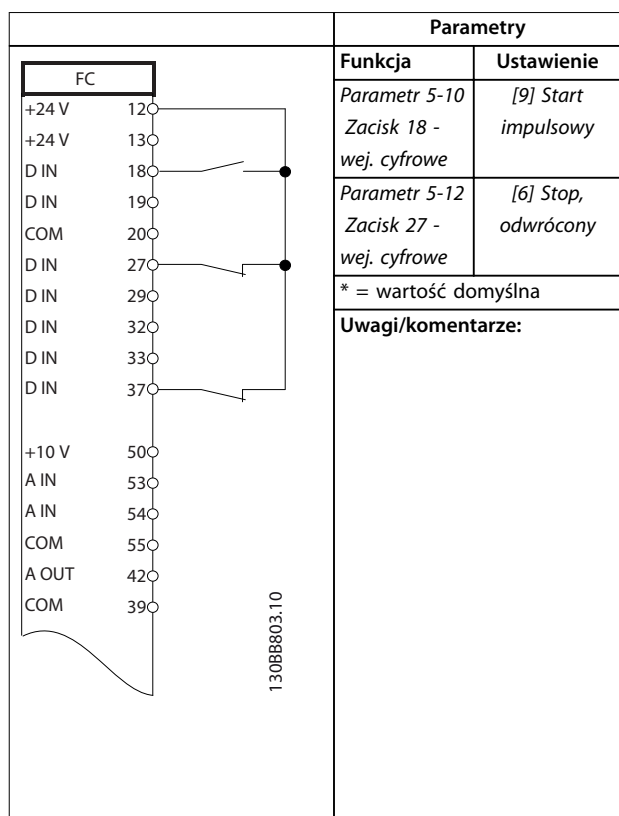 FC
+24 V 12
+24 V 13
D IN 18
D IN 19
COM 20
D IN 27
D IN 29
D IN 32
D IN 33
D IN 37
+10 V 50
A IN 53
A IN 54
COM 55
A OUT 42
COM 39
130BB803.10
Parametry
Funkcja Ustawienie
Parametr 5-10 [9] Start
Zacisk 18 - impulsowy
wej. cyfrowe
Parametr 5-12 [6] Stop,
Zacisk 27 - odwrócony
wej. cyfrowe
* = wartość domyślna
Uwagi/komentarze: